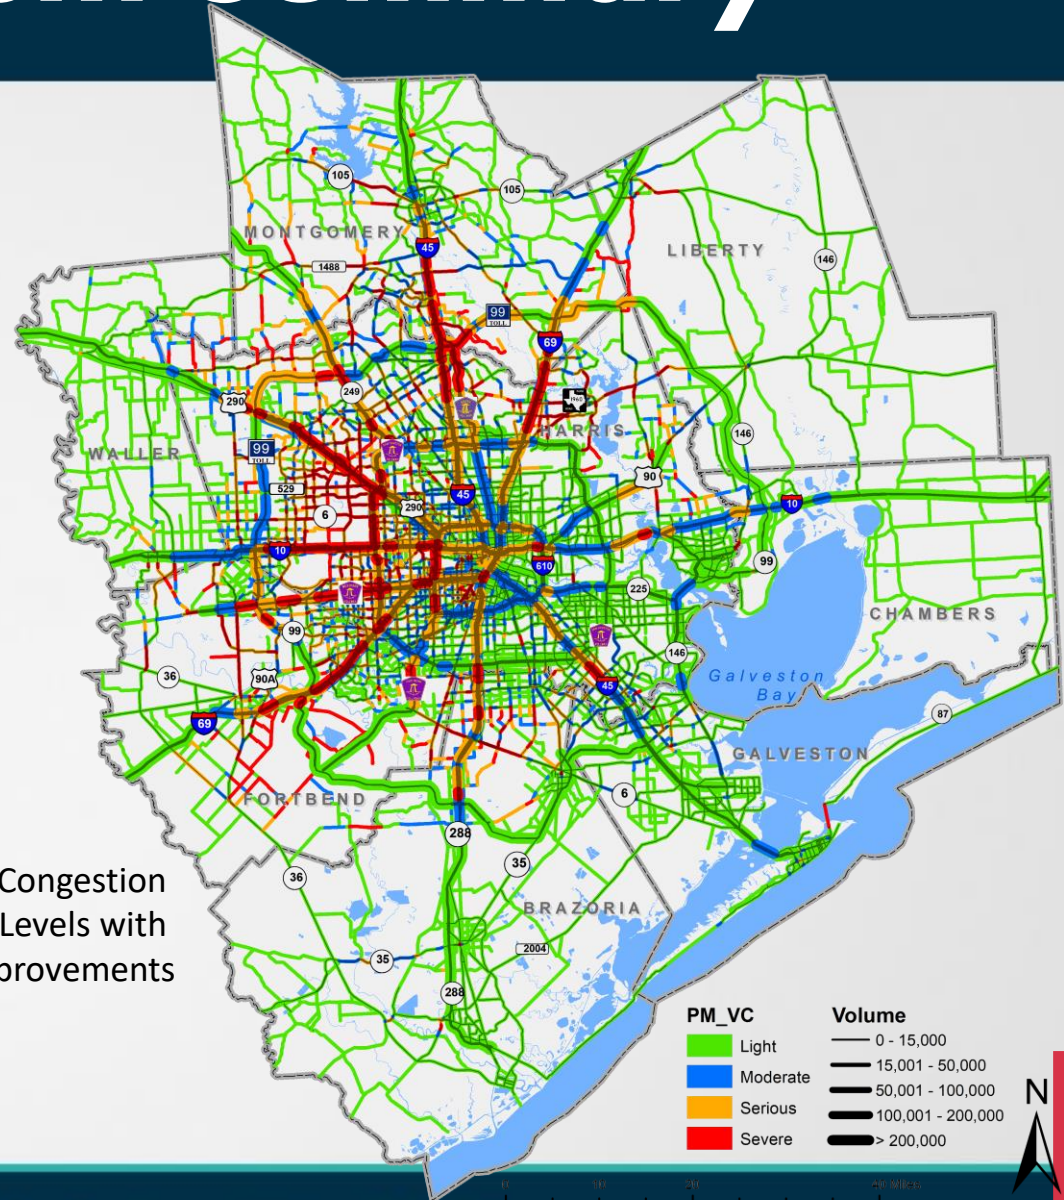 MONTGOMERY
LIBERTY
WALLER
HARRIS
CHAMBERS
GALVESTON
FORTBEND
BRAZORIA
Galveston
Bay
105
105
45
1488
146
99
TOLL
69
249
1960
290
99
TOLL
146
529
6
290
45
90
10
10
610
225
99
99
146
36
90A
69
45
87
6
288
35
36
2004
35
288
Congestion
Levels with
provements
PM_VC
Light
Moderate
Serious
Severe
Volume
0 - 15,000
15,001 - 50,000
50,001 - 100,000
100,001 - 200,000
> 200,000
N